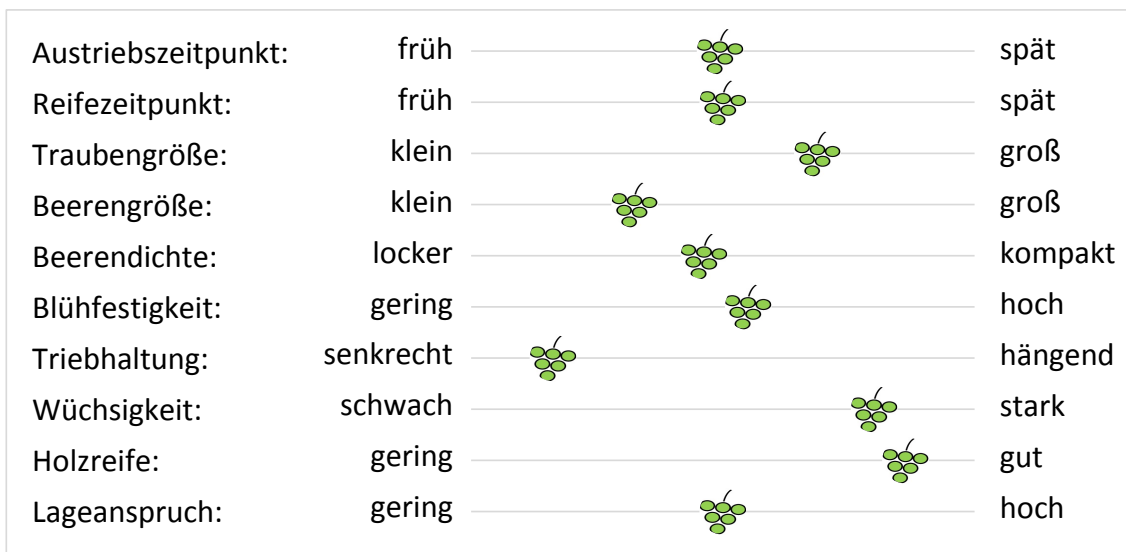 Austriebszeitpunkt: früh spät
Reifezeitpunkt: früh spät
Traubengröße: klein groß
Beerengröße: klein groß
Beerendichte: locker kompakt
Blühfestigkeit: gering hoch
Triebhaltung: senkrecht hängend
Wüchsigkeit: schwach stark
Holzreife: gering gut
Lageanspruch: gering hoch